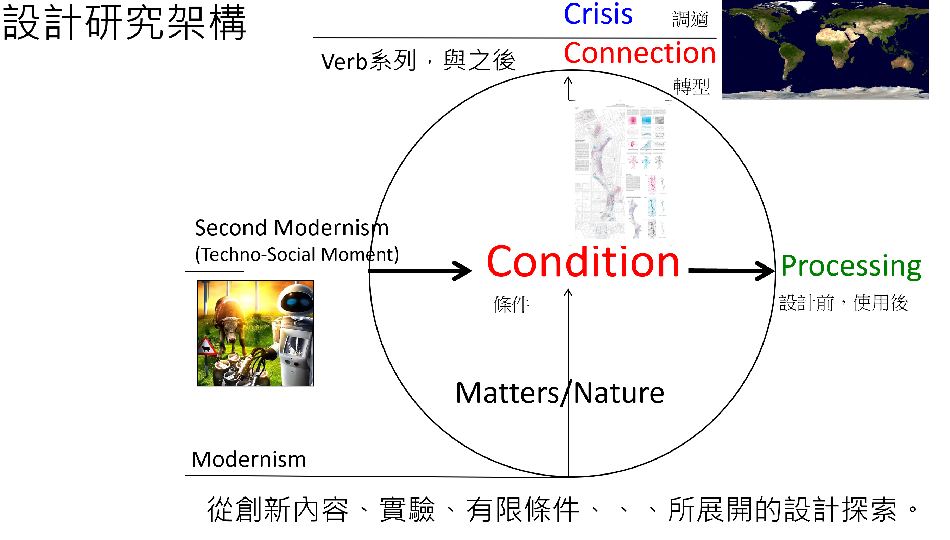 設計研究架構
Crisis 調適
Connection
Verb系列，與之後
轉型
Second Modernism
(Techno-Social Moment)
Condition
Processing
條件
設計前、使用後
Matters/Nature
Modernism
從創新內容、實驗、有限條件、、、所展開的設計探索。